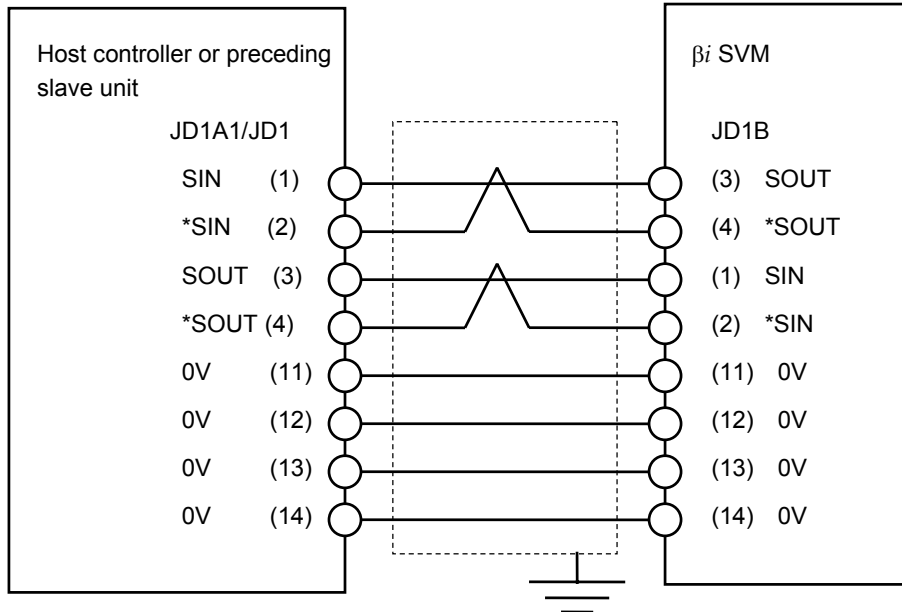 Host controller or preceding
slave unit
JD1A1/JD1
SIN (1)
*SIN (2)
SOUT (3)
*SOUT (4)
0V (11)
0V (12)
0V (13)
0V (14)
βi SVM
JD1B
(3) SOUT
(4) *SOUT
(1) SIN
(2) *SIN
(11) 0V
(12) 0V
(13) 0V
(14) 0V